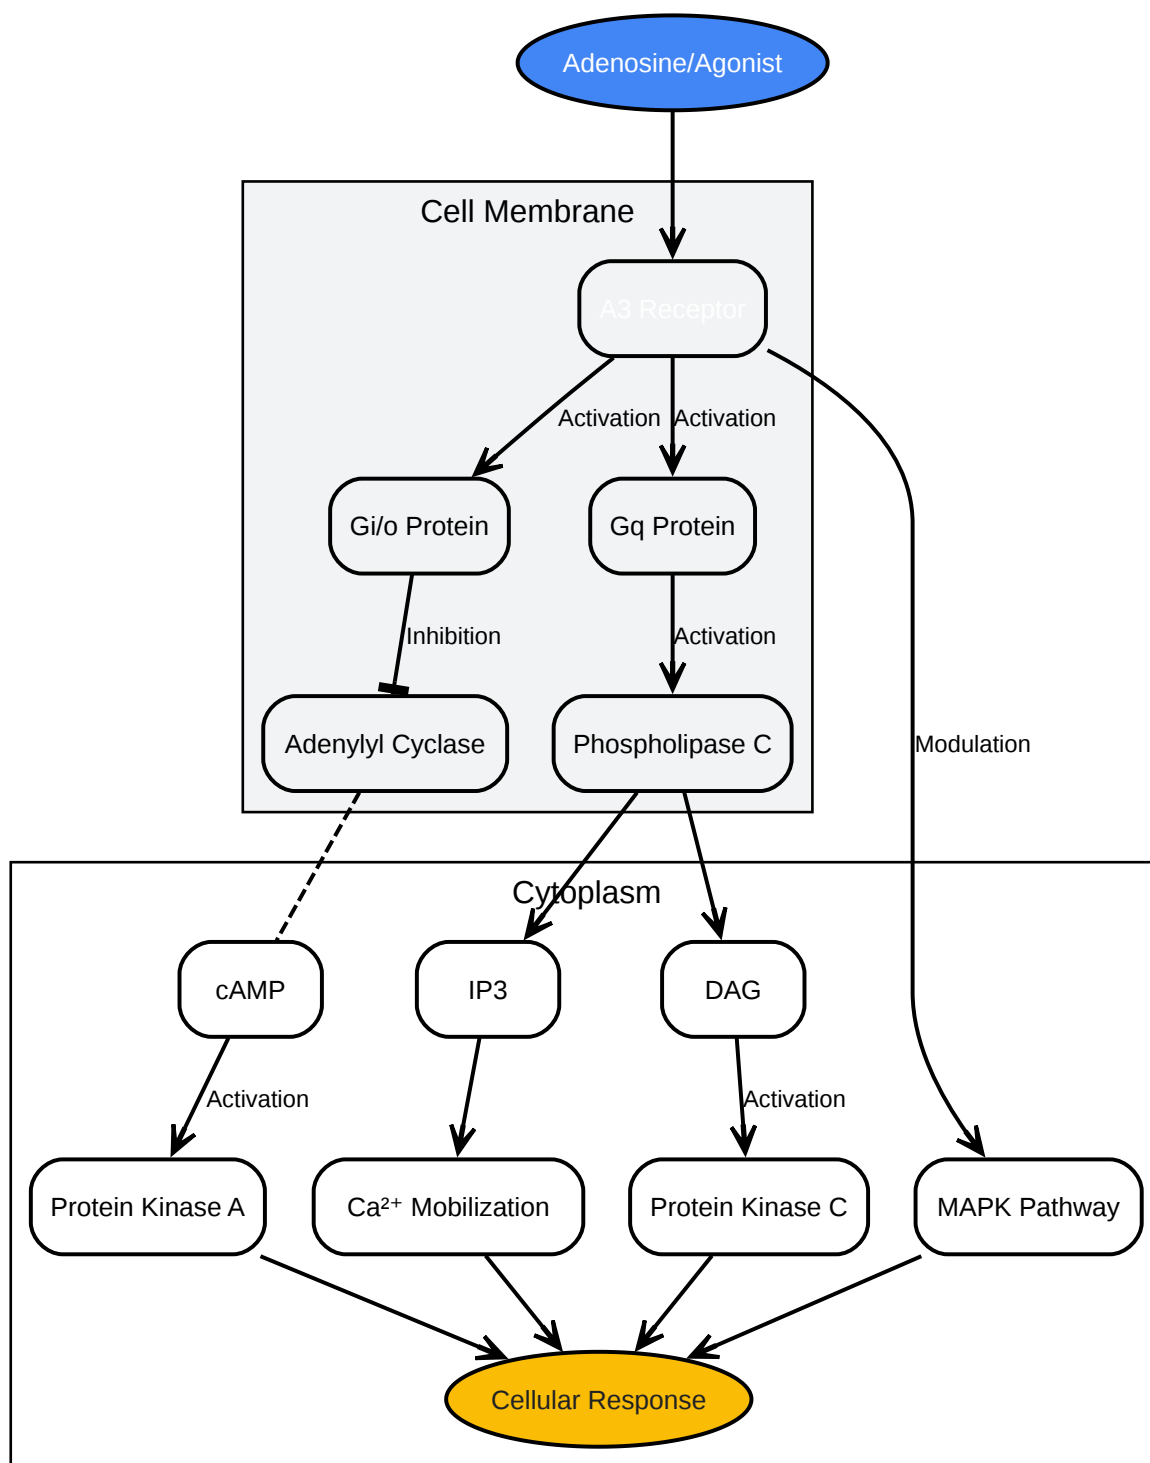 Adenosine/Agonist
Cell Membrane
A3 Receptor
Activation
Activation
Gi/o Protein
Gq Protein
Inhibition
Activation
Adenylyl Cyclase
Phospholipase C
Modulation
Cytoplasm
cAMP
IP3
DAG
Activation
Activation
Protein Kinase A
Ca²⁺ Mobilization
Protein Kinase C
MAPK Pathway
Cellular Response